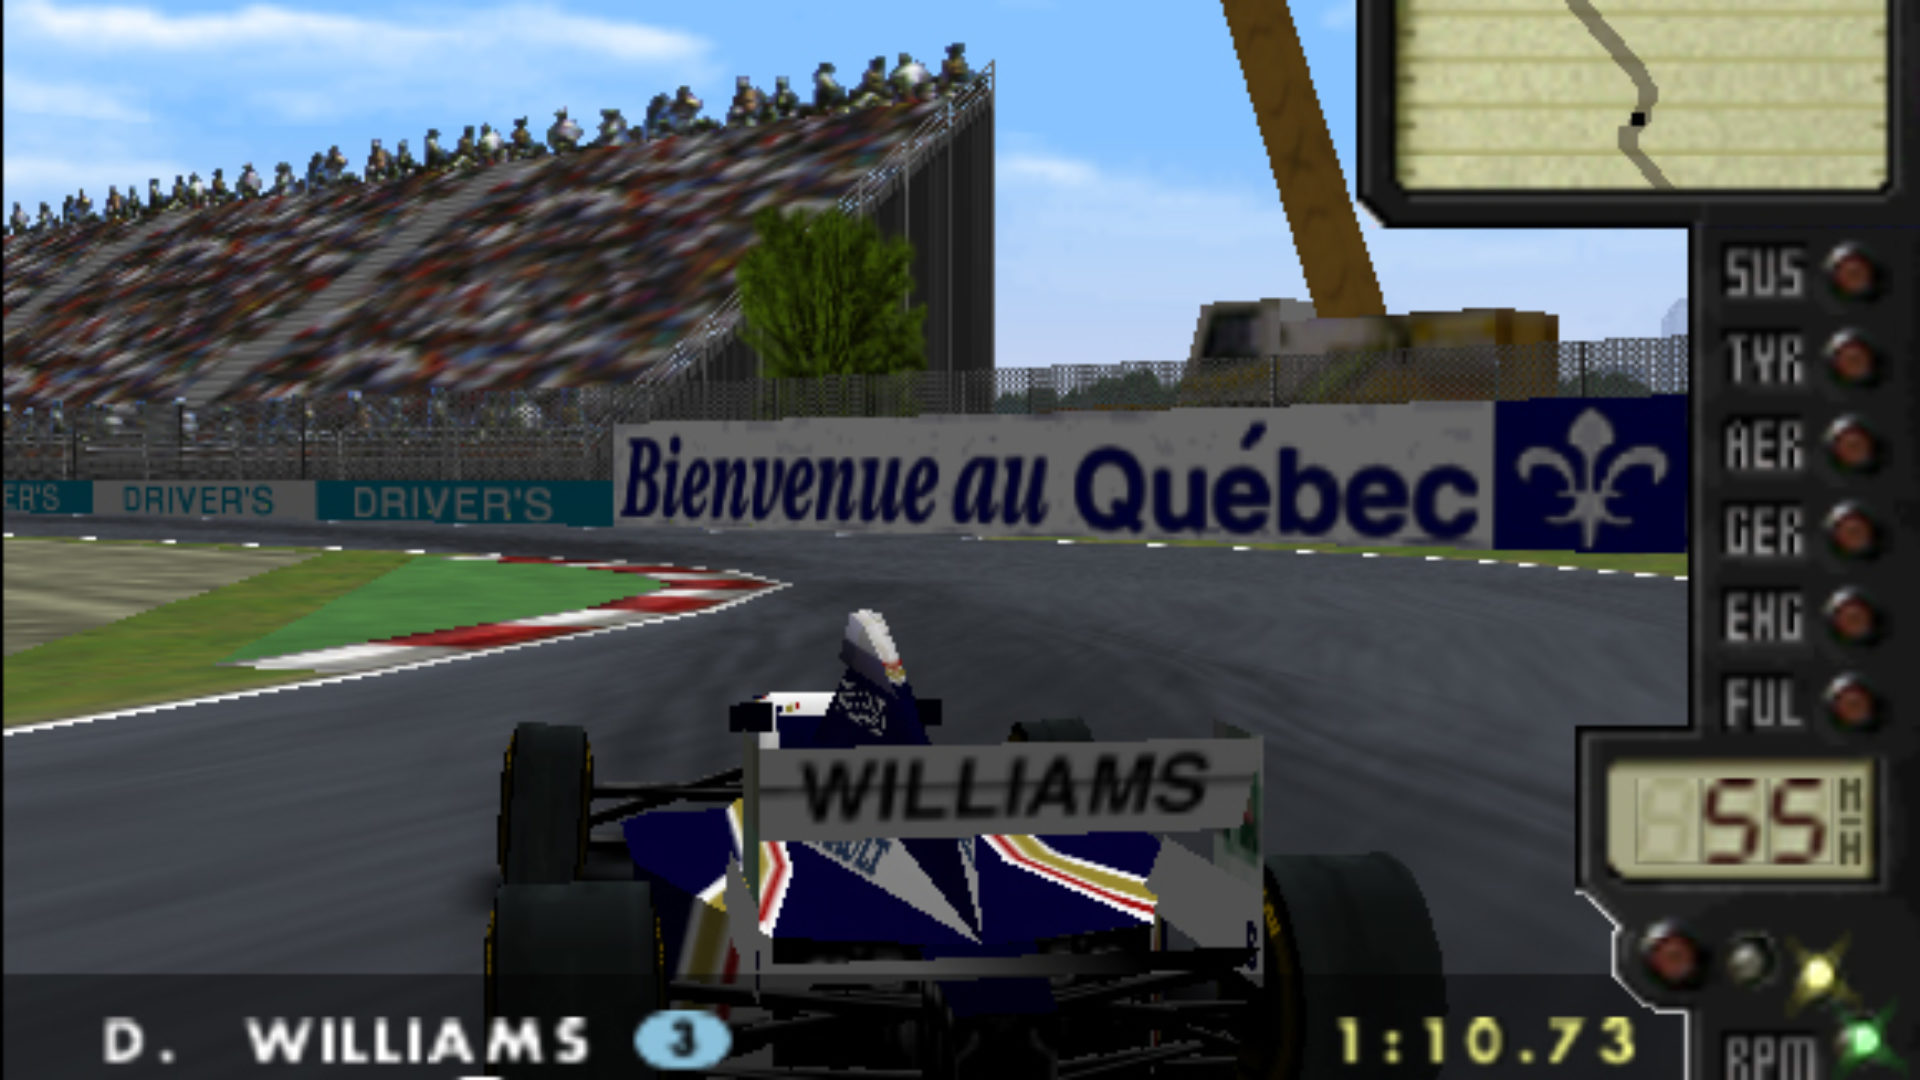 SUS
TYR
AER
GER
ENG
FUL
Bienvenue au Québec
ER'S DRIVER'S DRIVER'S
WILLIAMS
55 M/H
D. WILLIAMS 3 1:10.73
RPM